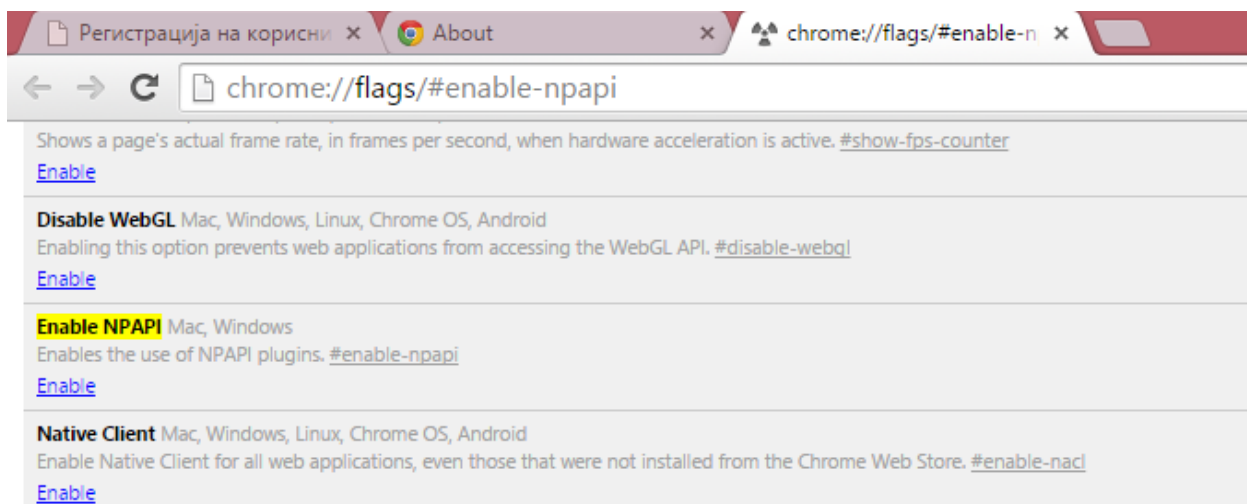 Регистрација на корисни
About
chrome://flags/#enable-n
chrome://flags/#enable-npapi
Shows a page's actual frame rate, in frames per second, when hardware acceleration is active. #show-fps-counter
Enable
Disable WebGL Mac, Windows, Linux, Chrome OS, Android
Enabling this option prevents web applications from accessing the WebGL API. #disable-webgl
Enable
Enable NPAPI Mac, Windows
Enables the use of NPAPI plugins. #enable-npapi
Enable
Native Client Mac, Windows, Linux, Chrome OS, Android
Enable Native Client for all web applications, even those that were not installed from the Chrome Web Store. #enable-nacl
Enable